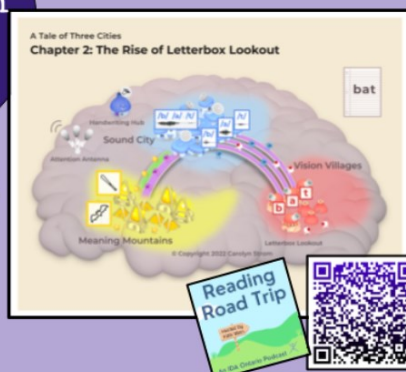 A Tale of Three Cities
Chapter 2: The Rise of Letterbox Lookout
bat
Handwriting Hub
/b/ /a/ /t/
Sound City
Attention Antenna
Vision Villages
b a t
Meaning Mountains
Letterbox Lookout
© Copyright 2022 Carolyn Strom
Reading
Road Trip
An IDA Ontario Podcast